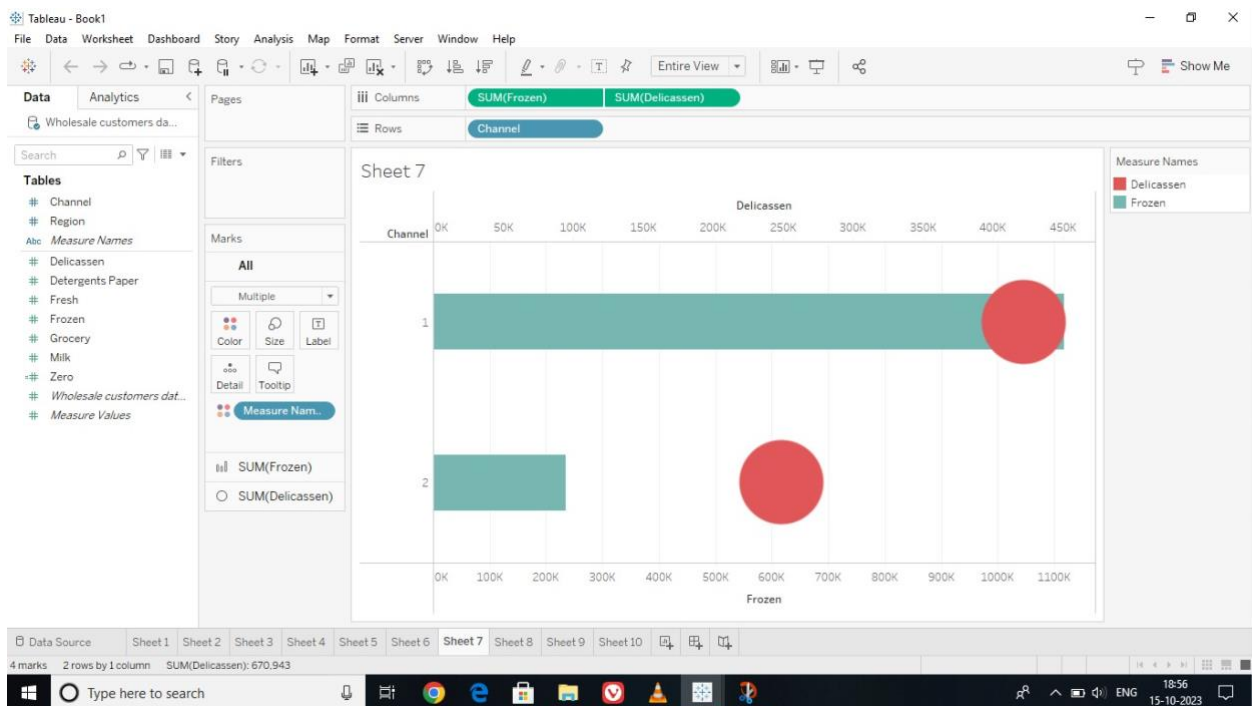 Tableau - Book1
File Data Worksheet Dashboard Story Analysis Map Format Server Window Help
Entire View
Show Me
Data Analytics
Wholesale customers da...
Search
Tables
# Channel
# Region
Abc Measure Names
# Delicassen
# Detergents Paper
# Fresh
# Frozen
# Grocery
# Milk
=# Zero
# Wholesale customers dat...
# Measure Values
Pages
Filters
Marks
All
Multiple
Color Size Label
Detail Tooltip
Measure Nam..
SUM(Frozen)
SUM(Delicassen)
Columns SUM(Frozen) SUM(Delicassen)
Rows Channel
Sheet 7
Delicassen
Channel 0K 50K 100K 150K 200K 250K 300K 350K 400K 450K
1
2
0K 100K 200K 300K 400K 500K 600K 700K 800K 900K 1000K 1100K
Frozen
Measure Names
Delicassen
Frozen
Data Source Sheet 1 Sheet 2 Sheet 3 Sheet 4 Sheet 5 Sheet 6 Sheet 7 Sheet 8 Sheet 9 Sheet 10
4 marks 2 rows by 1 column SUM(Delicassen): 670,943
Type here to search
ENG
18:56
15-10-2023